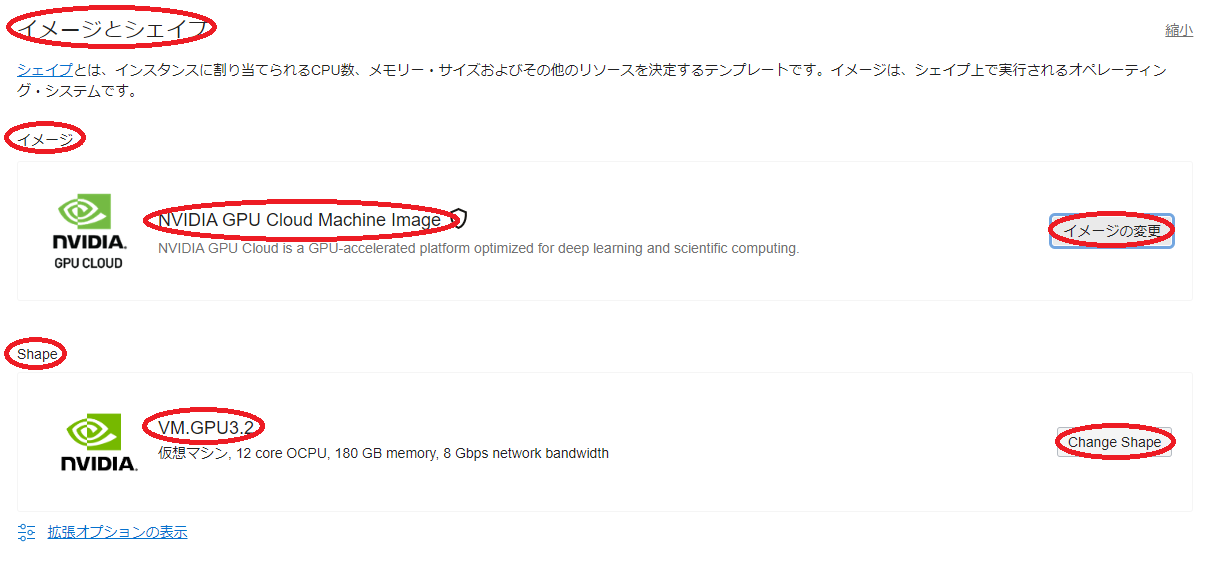 イメージとシェイプ
縮小
シェイプとは、インスタンスに割り当てられるCPU数、メモリー・サイズおよびその他のリソースを決定するテンプレートです。イメージは、シェイプ上で実行されるオペレーティン
グ・システムです。
イメージ
NVIDIA.
GPU CLOUD
NVIDIA GPU Cloud Machine Image
NVIDIA GPU Cloud is a GPU-accelerated platform optimized for deep learning and scientific computing.
イメージの変更
Shape
NVIDIA.
VM.GPU3.2
仮想マシン, 12 core OCPU, 180 GB memory, 8 Gbps network bandwidth
Change Shape
拡張オプションの表示